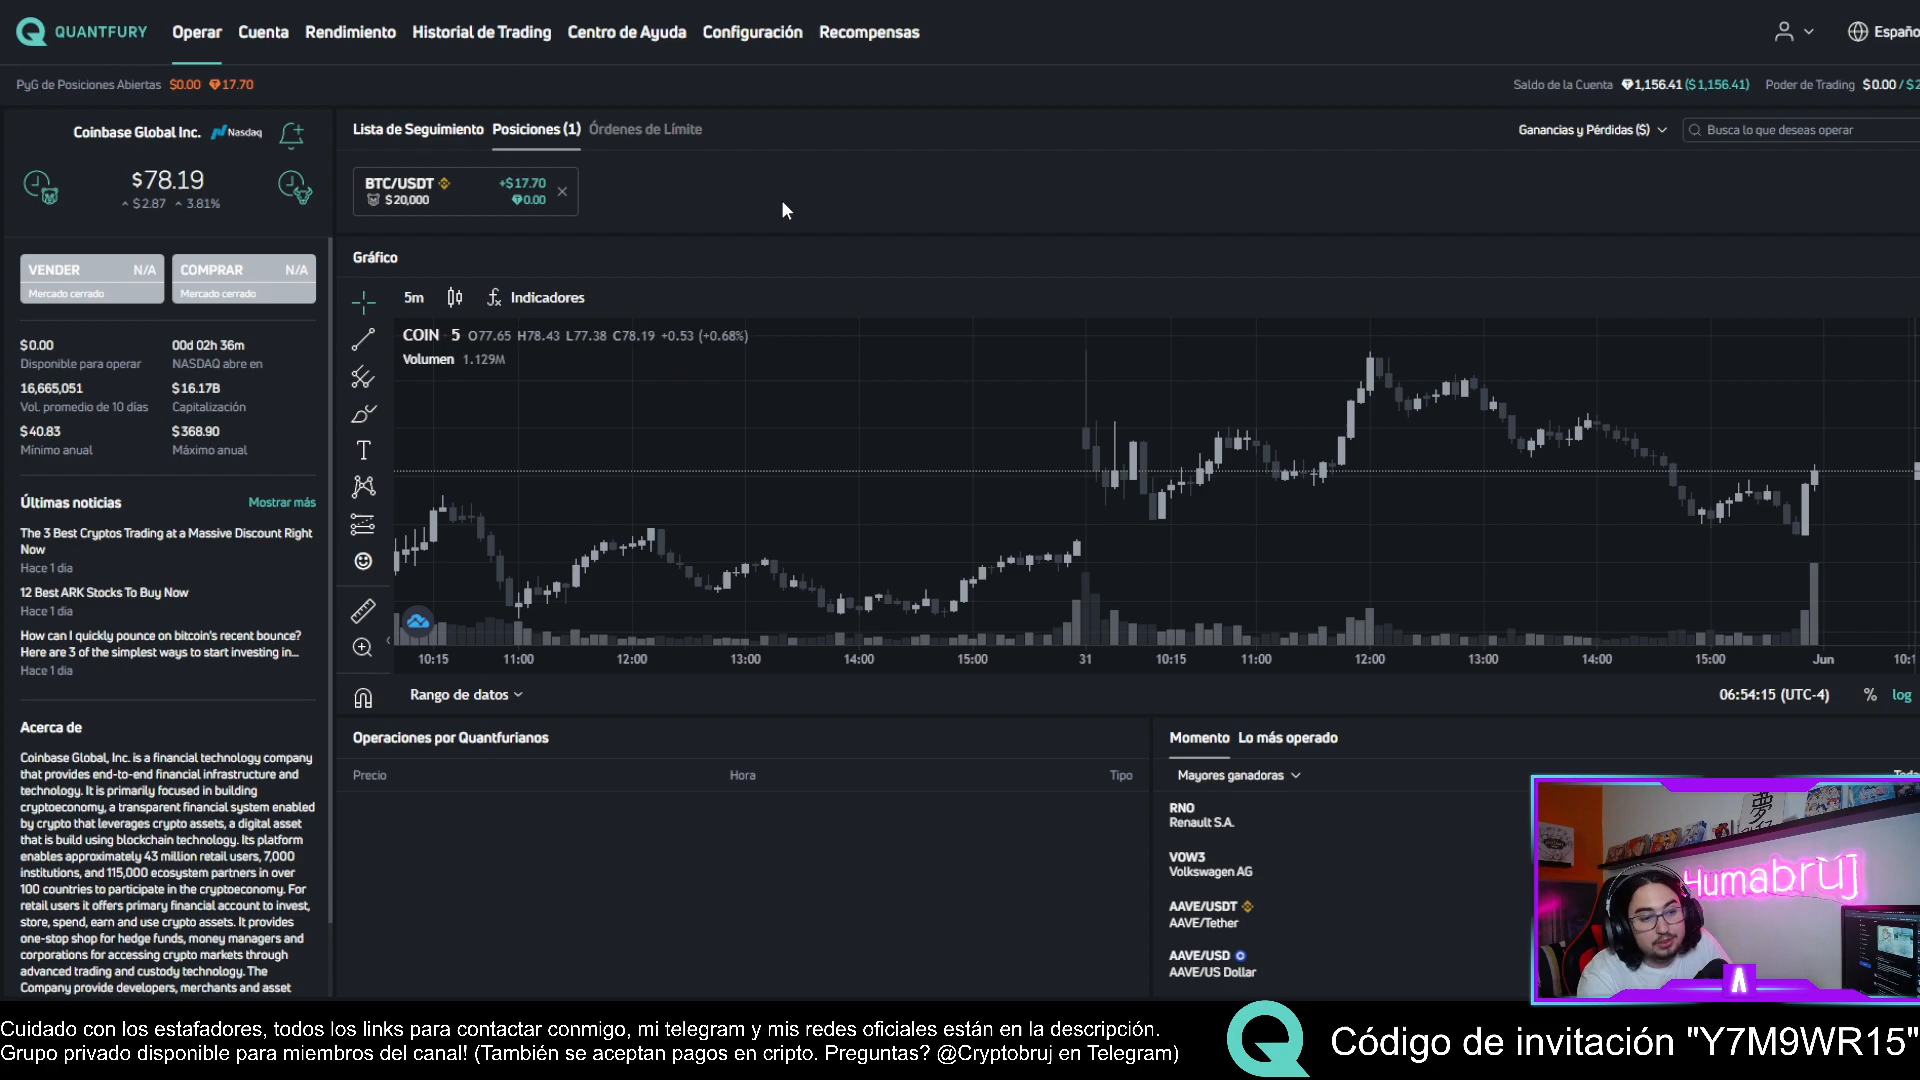 QUANTFURY
Operar
Cuenta
Rendimiento
Historial de Trading
Centro de Ayuda
Configuración
Recompensas
Españo
PyG de Posiciones Abiertas $0.00 17.70
Saldo de la Cuenta 1,156.41 ($1,156.41) Poder de Trading $0.00 / $2
Coinbase Global Inc. Nasdaq
$78.19
$2.87 3.81%
Lista de Seguimiento Posiciones (1) Órdenes de Límite
Ganancias y Pérdidas ($)
Busca lo que deseas operar
BTC/USDT +$17.70
$20,000 0.00
VENDER N/A
Mercado cerrado
COMPRAR N/A
Mercado cerrado
$0.00
Disponible para operar
00d 02h 36m
NASDAQ abre en
16,665,051
Vol. promedio de 10 días
$16.17B
Capitalización
$40.83
Mínimo anual
$368.90
Máximo anual
Últimas noticias
Mostrar más
The 3 Best Cryptos Trading at a Massive Discount Right
Now
Hace 1 día
12 Best ARK Stocks To Buy Now
Hace 1 día
How can I quickly pounce on bitcoin's recent bounce?
Here are 3 of the simplest ways to start investing in...
Hace 1 día
Acerca de
Coinbase Global, Inc. is a financial technology company
that provides end-to-end financial infrastructure and
technology. It is primarily focused in building
cryptoeconomy, a transparent financial system enabled
by crypto that leverages crypto assets, a digital asset
that is build using blockchain technology. Its platform
enables approximately 43 million retail users, 7,000
institutions, and 115,000 ecosystem partners in over
100 countries to participate in the cryptoeconomy. For
retail users it offers primary financial account to invest,
store, spend, earn and use crypto assets. It provides
one-stop shop for hedge funds, money managers and
corporations for accessing crypto markets through
advanced trading and custody technology. The
Company provide developers, merchants and asset
Gráfico
5m
Indicadores
COIN 5 O77.65 H78.43 L77.38 C78.19 +0.53 (+0.68%)
Volumen 1.129M
10:15 11:00 12:00 13:00 14:00 15:00 31 10:15 11:00 12:00 13:00 14:00 15:00 Jun 10:1
Rango de datos
06:54:15 (UTC-4) % log
Operaciones por Quantfurianos
Precio Hora Tipo
Momento Lo más operado
Mayores ganadoras
RNO
Renault S.A.
VOW3
Volkswagen AG
AAVE/USDT
AAVE/Tether
AAVE/USD
AAVE/US Dollar
夢
Humabruj
Cuidado con los estafadores, todos los links para contactar conmigo, mi telegram y mis redes oficiales están en la descripción.
Grupo privado disponible para miembros del canal! (También se aceptan pagos en cripto. Preguntas? @Cryptobruj en Telegram)
Código de invitación "Y7M9WR15"